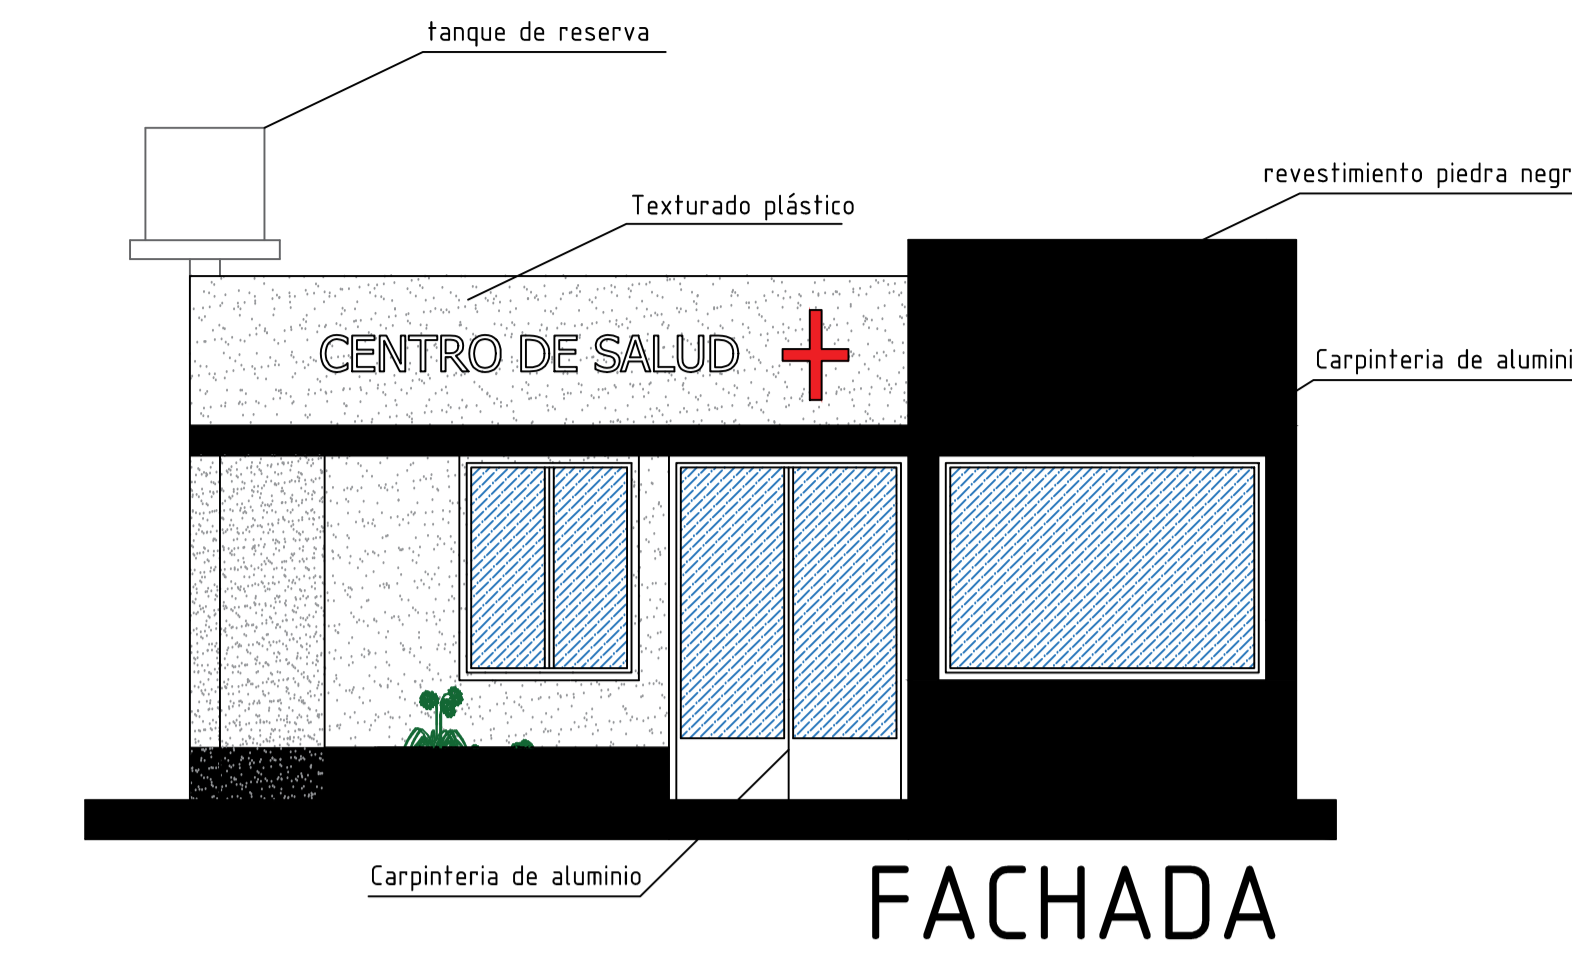 tanque de reserva
revestimiento piedra negr
Texturado plástico
CENTRO DE SALUD
Carpinteria de alumini
Carpinteria de aluminio
FACHADA